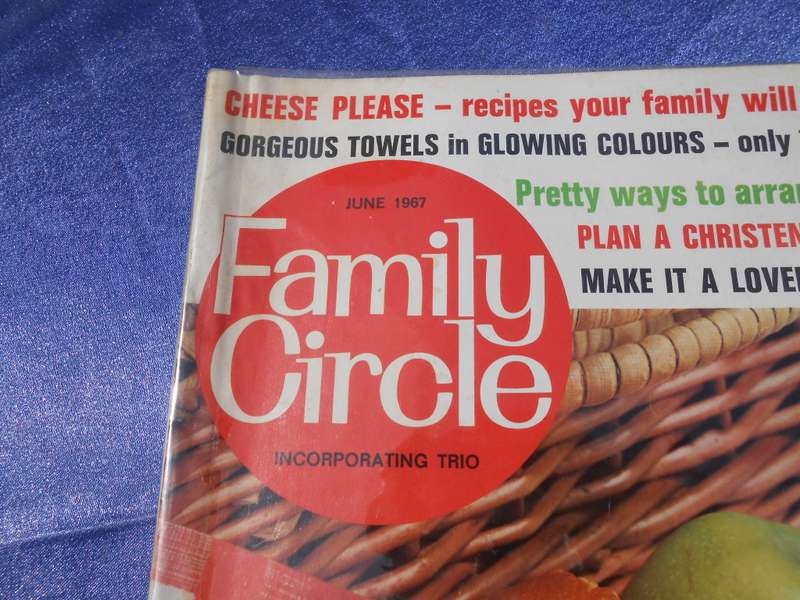 CHEESE PLEASE – recipes your family will
GORGEOUS TOWELS in GLOWING COLOURS – only
Pretty ways to
PLAN A
MAKE IT A
JUNE 1967
Family
Circle
INCORPORATING TRIO